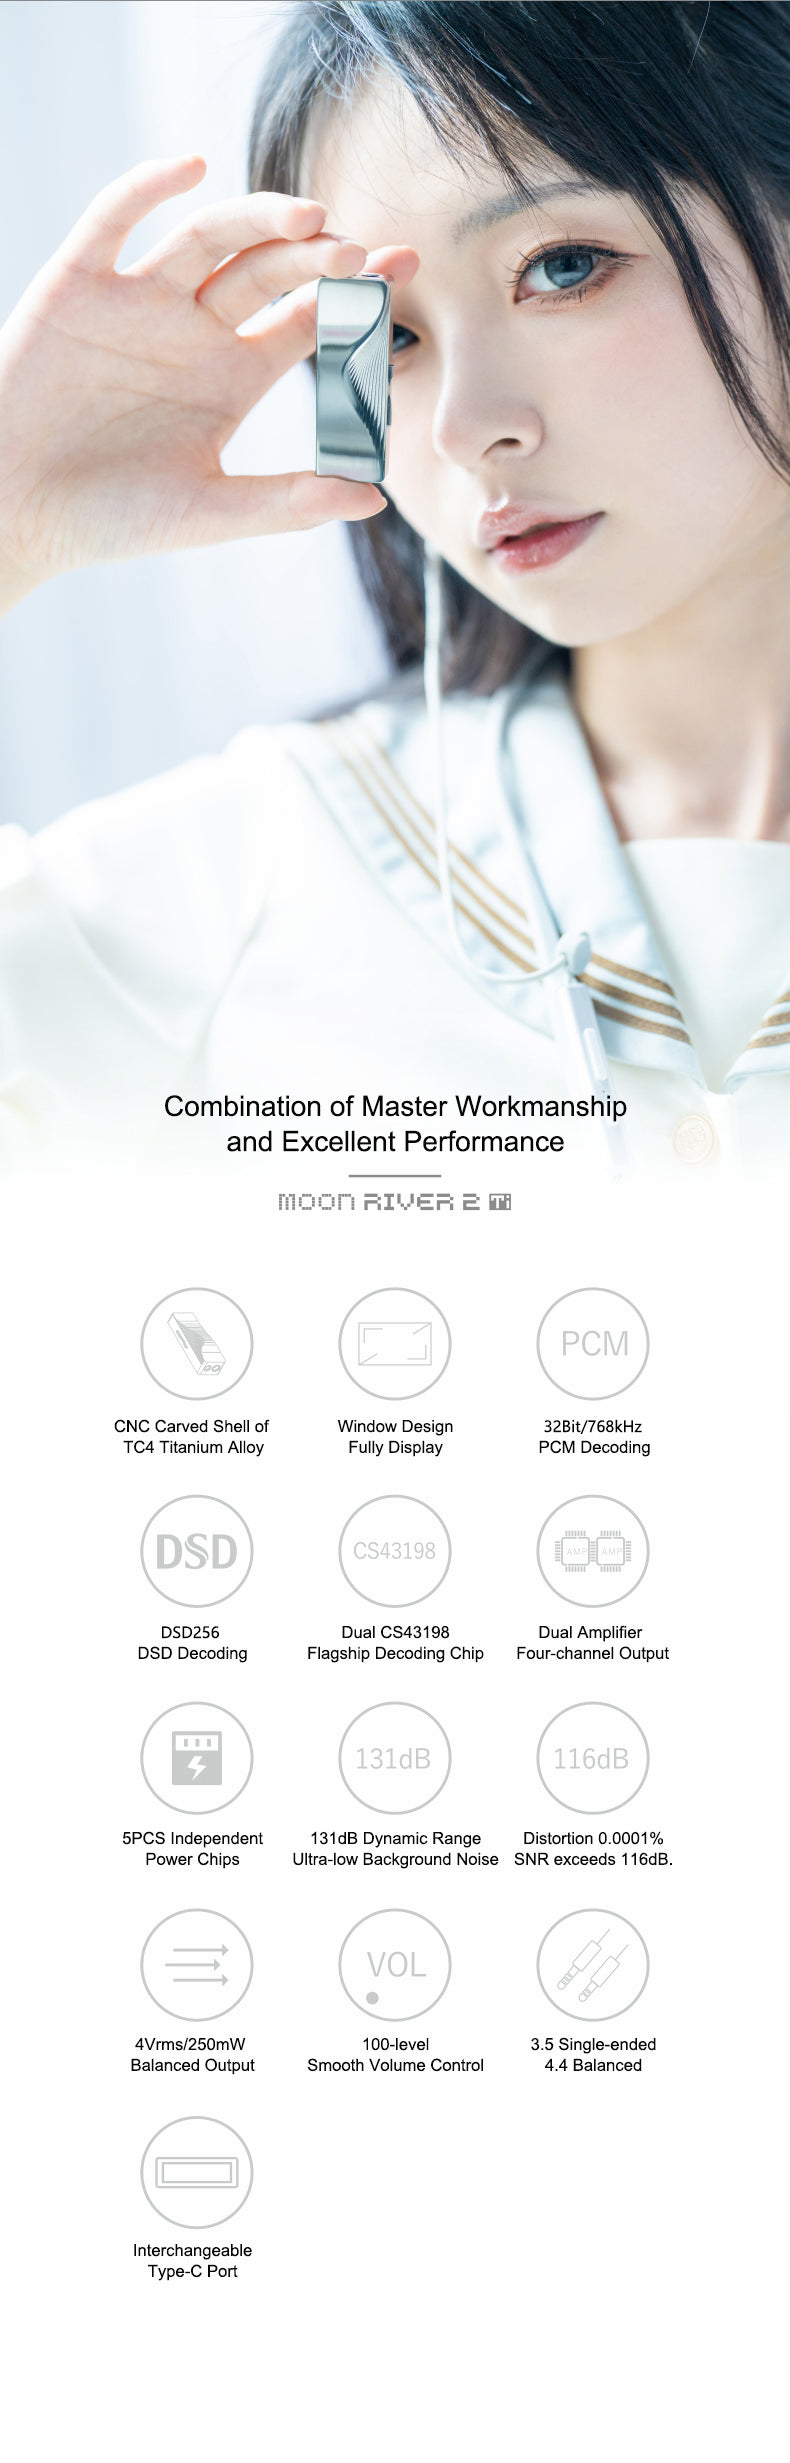 Combination of Master Workmanship
and Excellent Performance
MOON RIVER 2 Ti
PCM
CNC Carved Shell of
TC4 Titanium Alloy
Window Design
Fully Display
32Bit/768kHz
PCM Decoding
DSD
CS43198
AMP AMP
DSD256
DSD Decoding
Dual CS43198
Flagship Decoding Chip
Dual Amplifier
Four-channel Output
131dB
116dB
5PCS Independent
Power Chips
131dB Dynamic Range
Ultra-low Background Noise
Distortion 0.0001%
SNR exceeds 116dB.
VOL
4Vrms/250mW
Balanced Output
100-level
Smooth Volume Control
3.5 Single-ended
4.4 Balanced
Interchangeable
Type-C Port